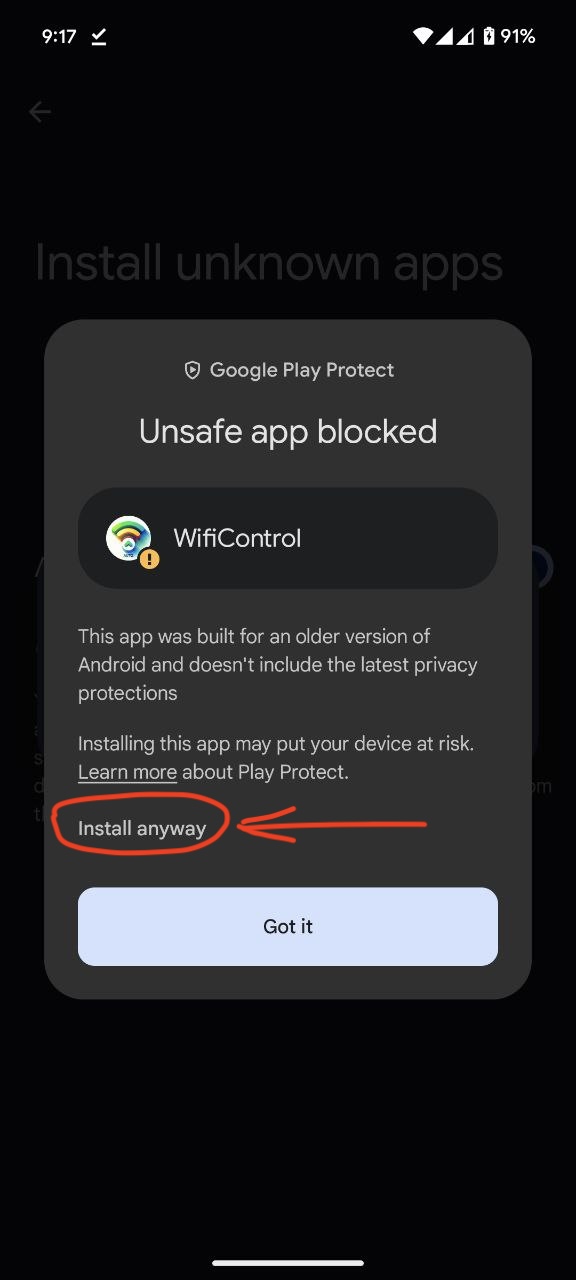 9:17 91%
Install unknown apps
Google Play Protect
Unsafe app blocked
WifiControl
This app was built for an older version of
Android and doesn't include the latest privacy
protections
Installing this app may put your device at risk.
Learn more about Play Protect.
Install anyway
Got it